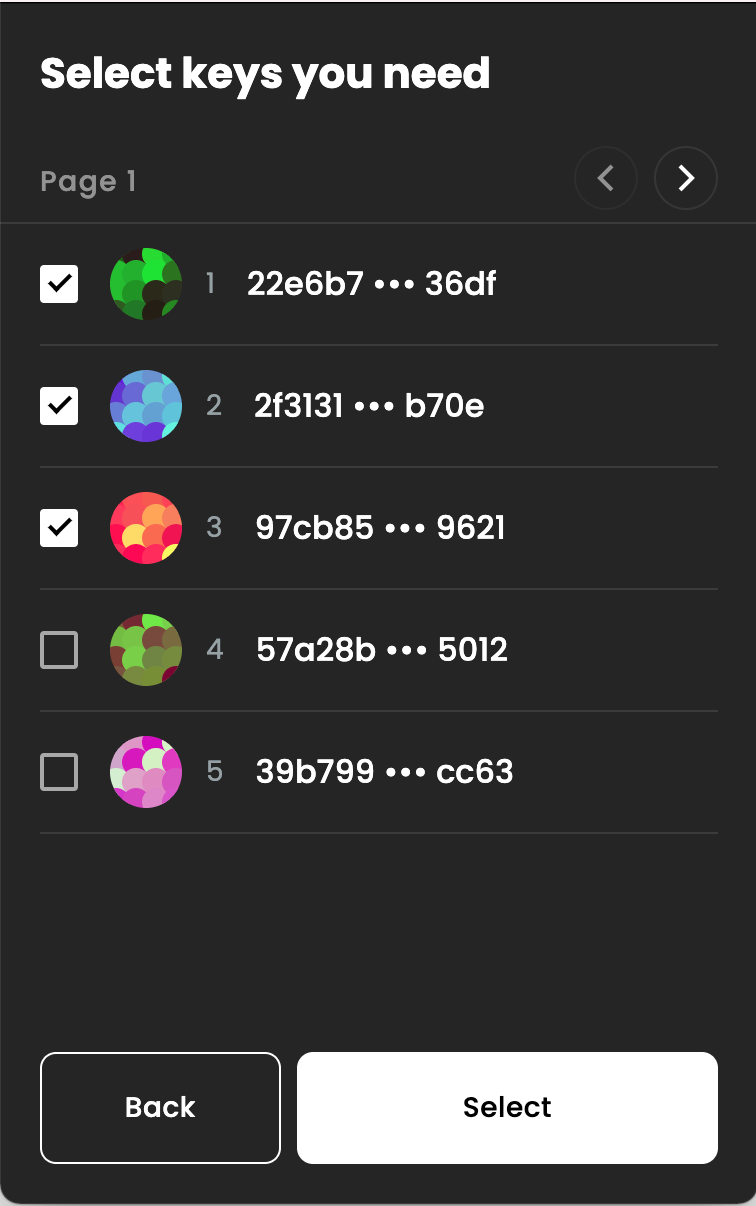 Select keys you need
Page 1
1 22e6b7 ••• 36df
2 2f3131 ••• b70e
3 97cb85 ••• 9621
4 57a28b ••• 5012
5 39b799 ••• cc63
Back Select